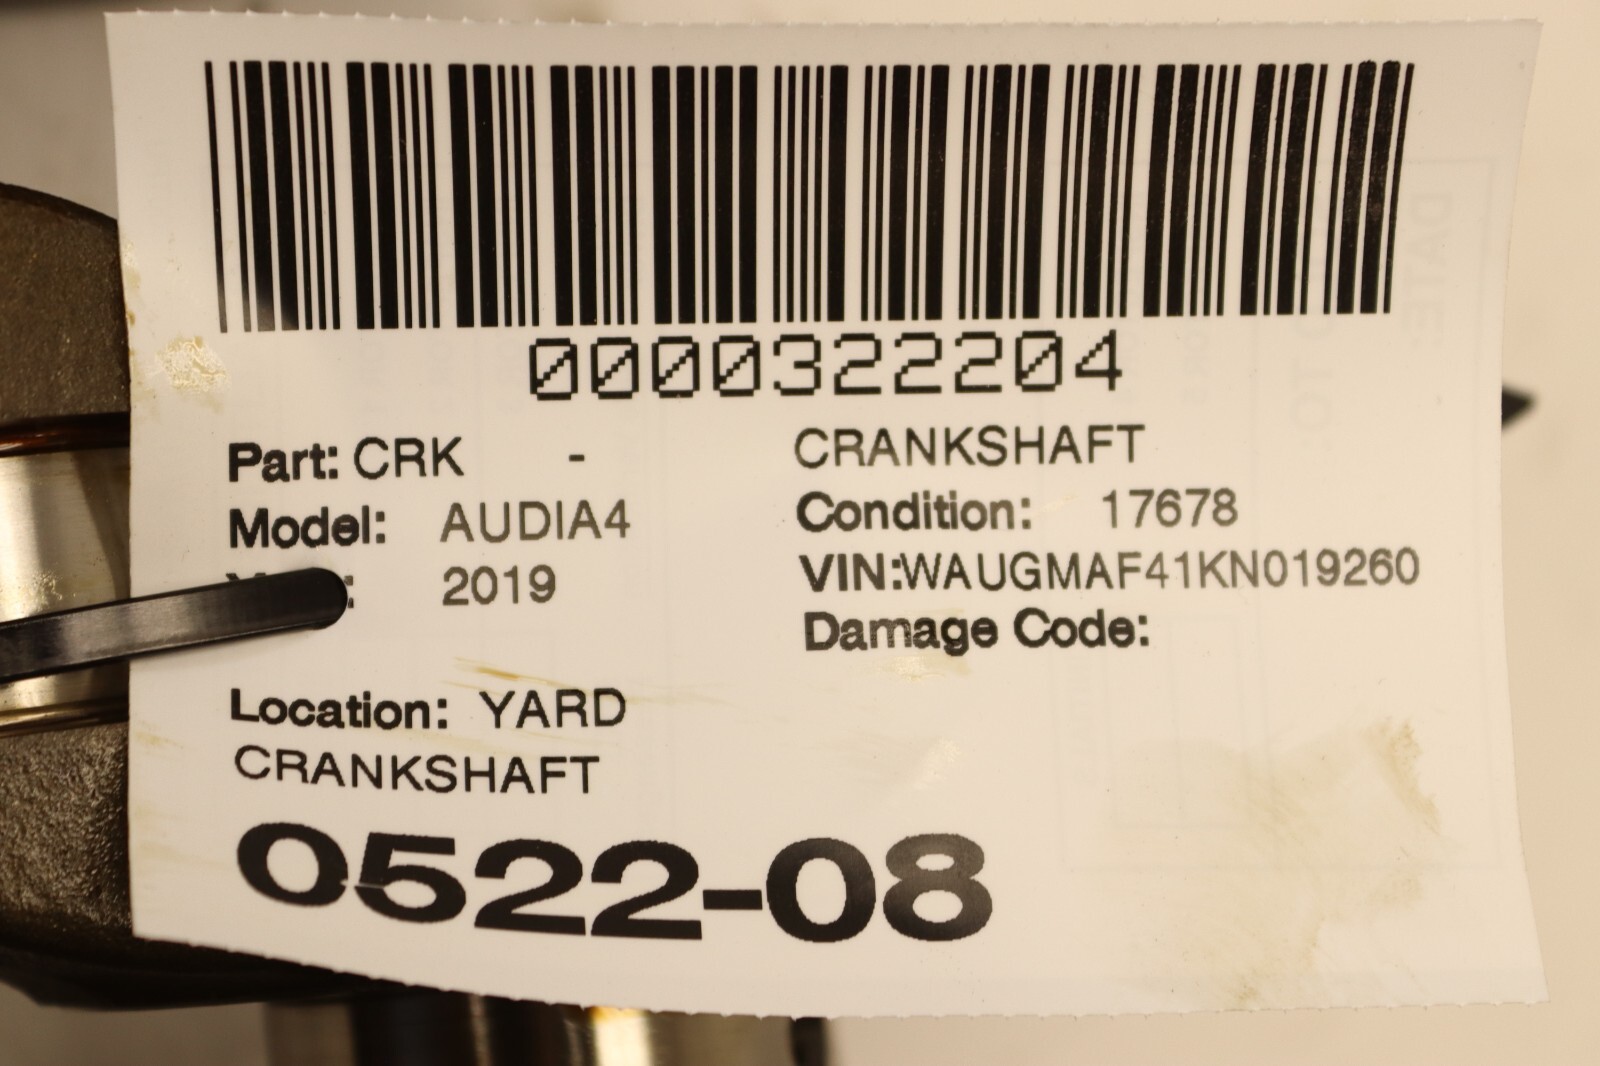 0000322204
Part: CRK - CRANKSHAFT
Model: AUDIA4 Condition: 17678
2019 VIN:WAUGMAF41KN019260
Damage Code:
Location: YARD
CRANKSHAFT
0522-08